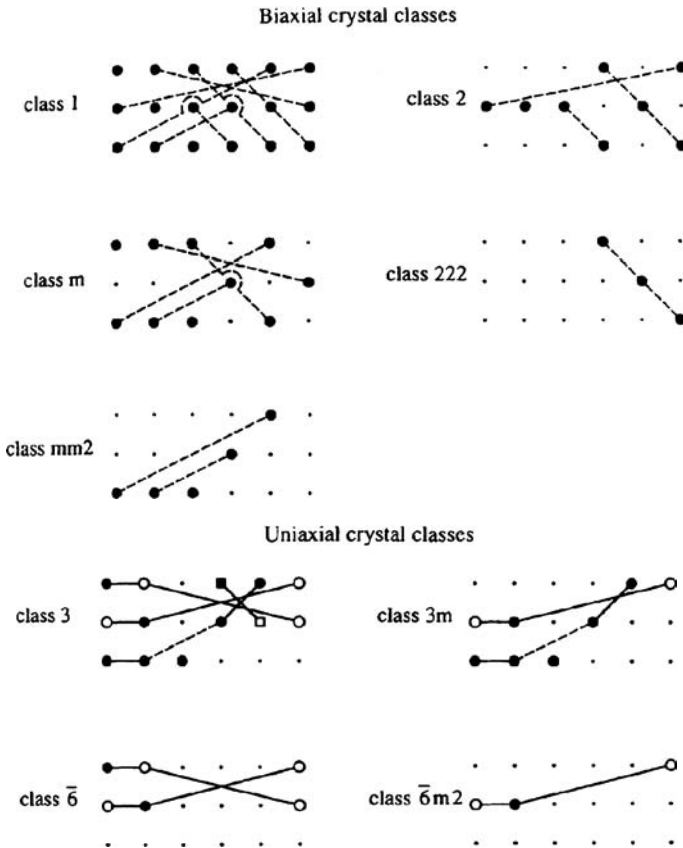 Biaxial crystal classes
class 1
class 2
class m
class 222
class mm2
Uniaxial crystal classes
class 3
class 3m
class 6̅
class 6̅m2